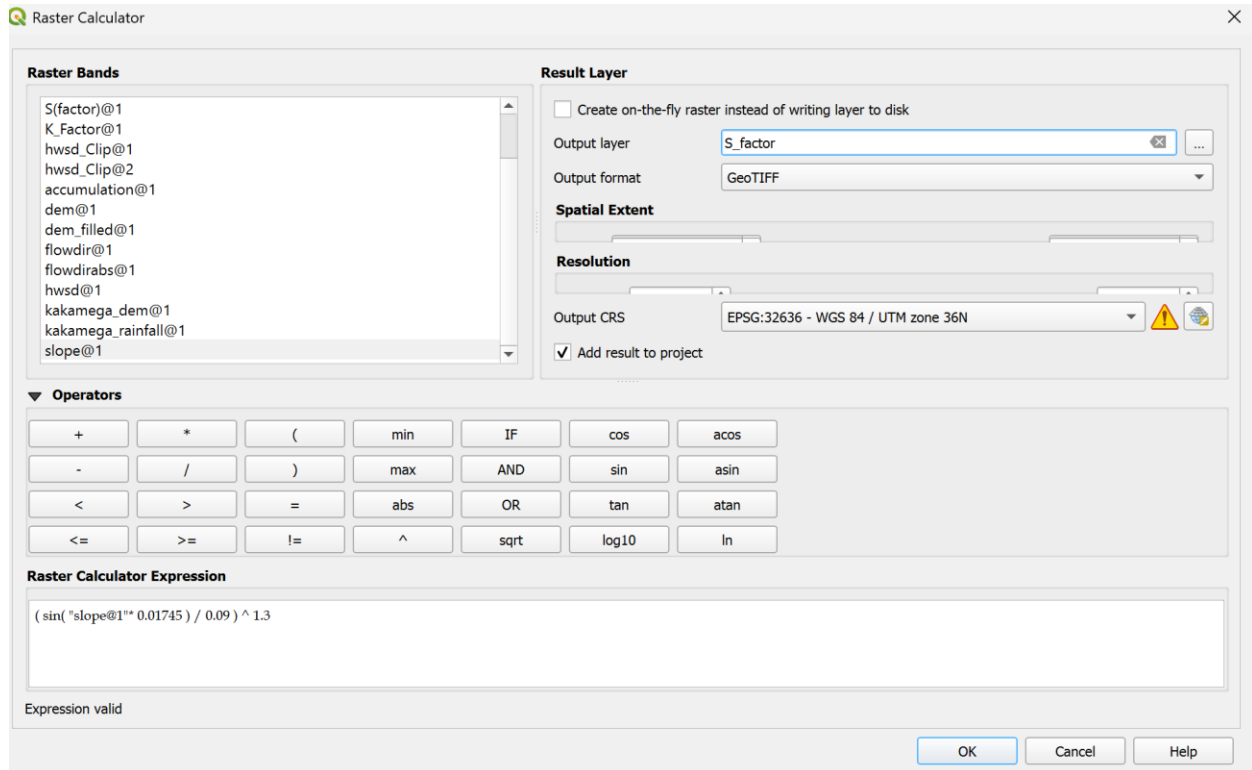 Raster Calculator
Raster Bands
S(factor)@1
K_Factor@1
hwsd_Clip@1
hwsd_Clip@2
accumulation@1
dem@1
dem_filled@1
flowdir@1
flowdirabs@1
hwsd@1
kakamega_dem@1
kakamega_rainfall@1
slope@1
Result Layer
Create on-the-fly raster instead of writing layer to disk
Output layer S_factor ...
Output format GeoTIFF
Spatial Extent
Resolution
Output CRS EPSG:32636 - WGS 84 / UTM zone 36N
Add result to project
Operators
+ * ( min IF cos acos
- / ) max AND sin asin
< > = abs OR tan atan
<= >= != ^ sqrt log10 ln
Raster Calculator Expression
( sin( "slope@1"* 0.01745 ) / 0.09 ) ^ 1.3
Expression valid
OK Cancel Help